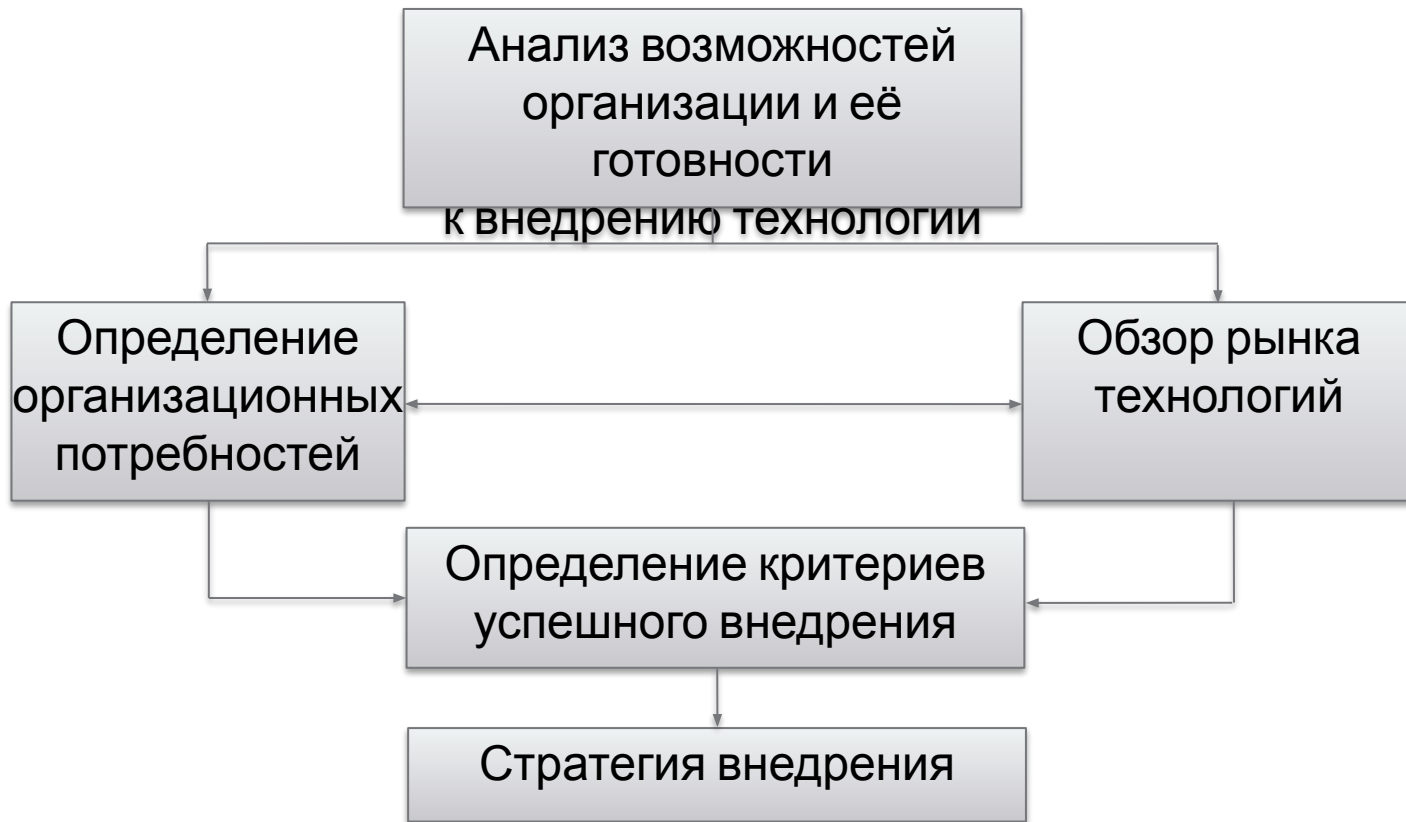 Анализ возможностей
организации и её
готовности
к внедрению технологии
Определение
организационных
потребностей
Обзор рынка
технологий
Определение критериев
успешного внедрения
Стратегия внедрения